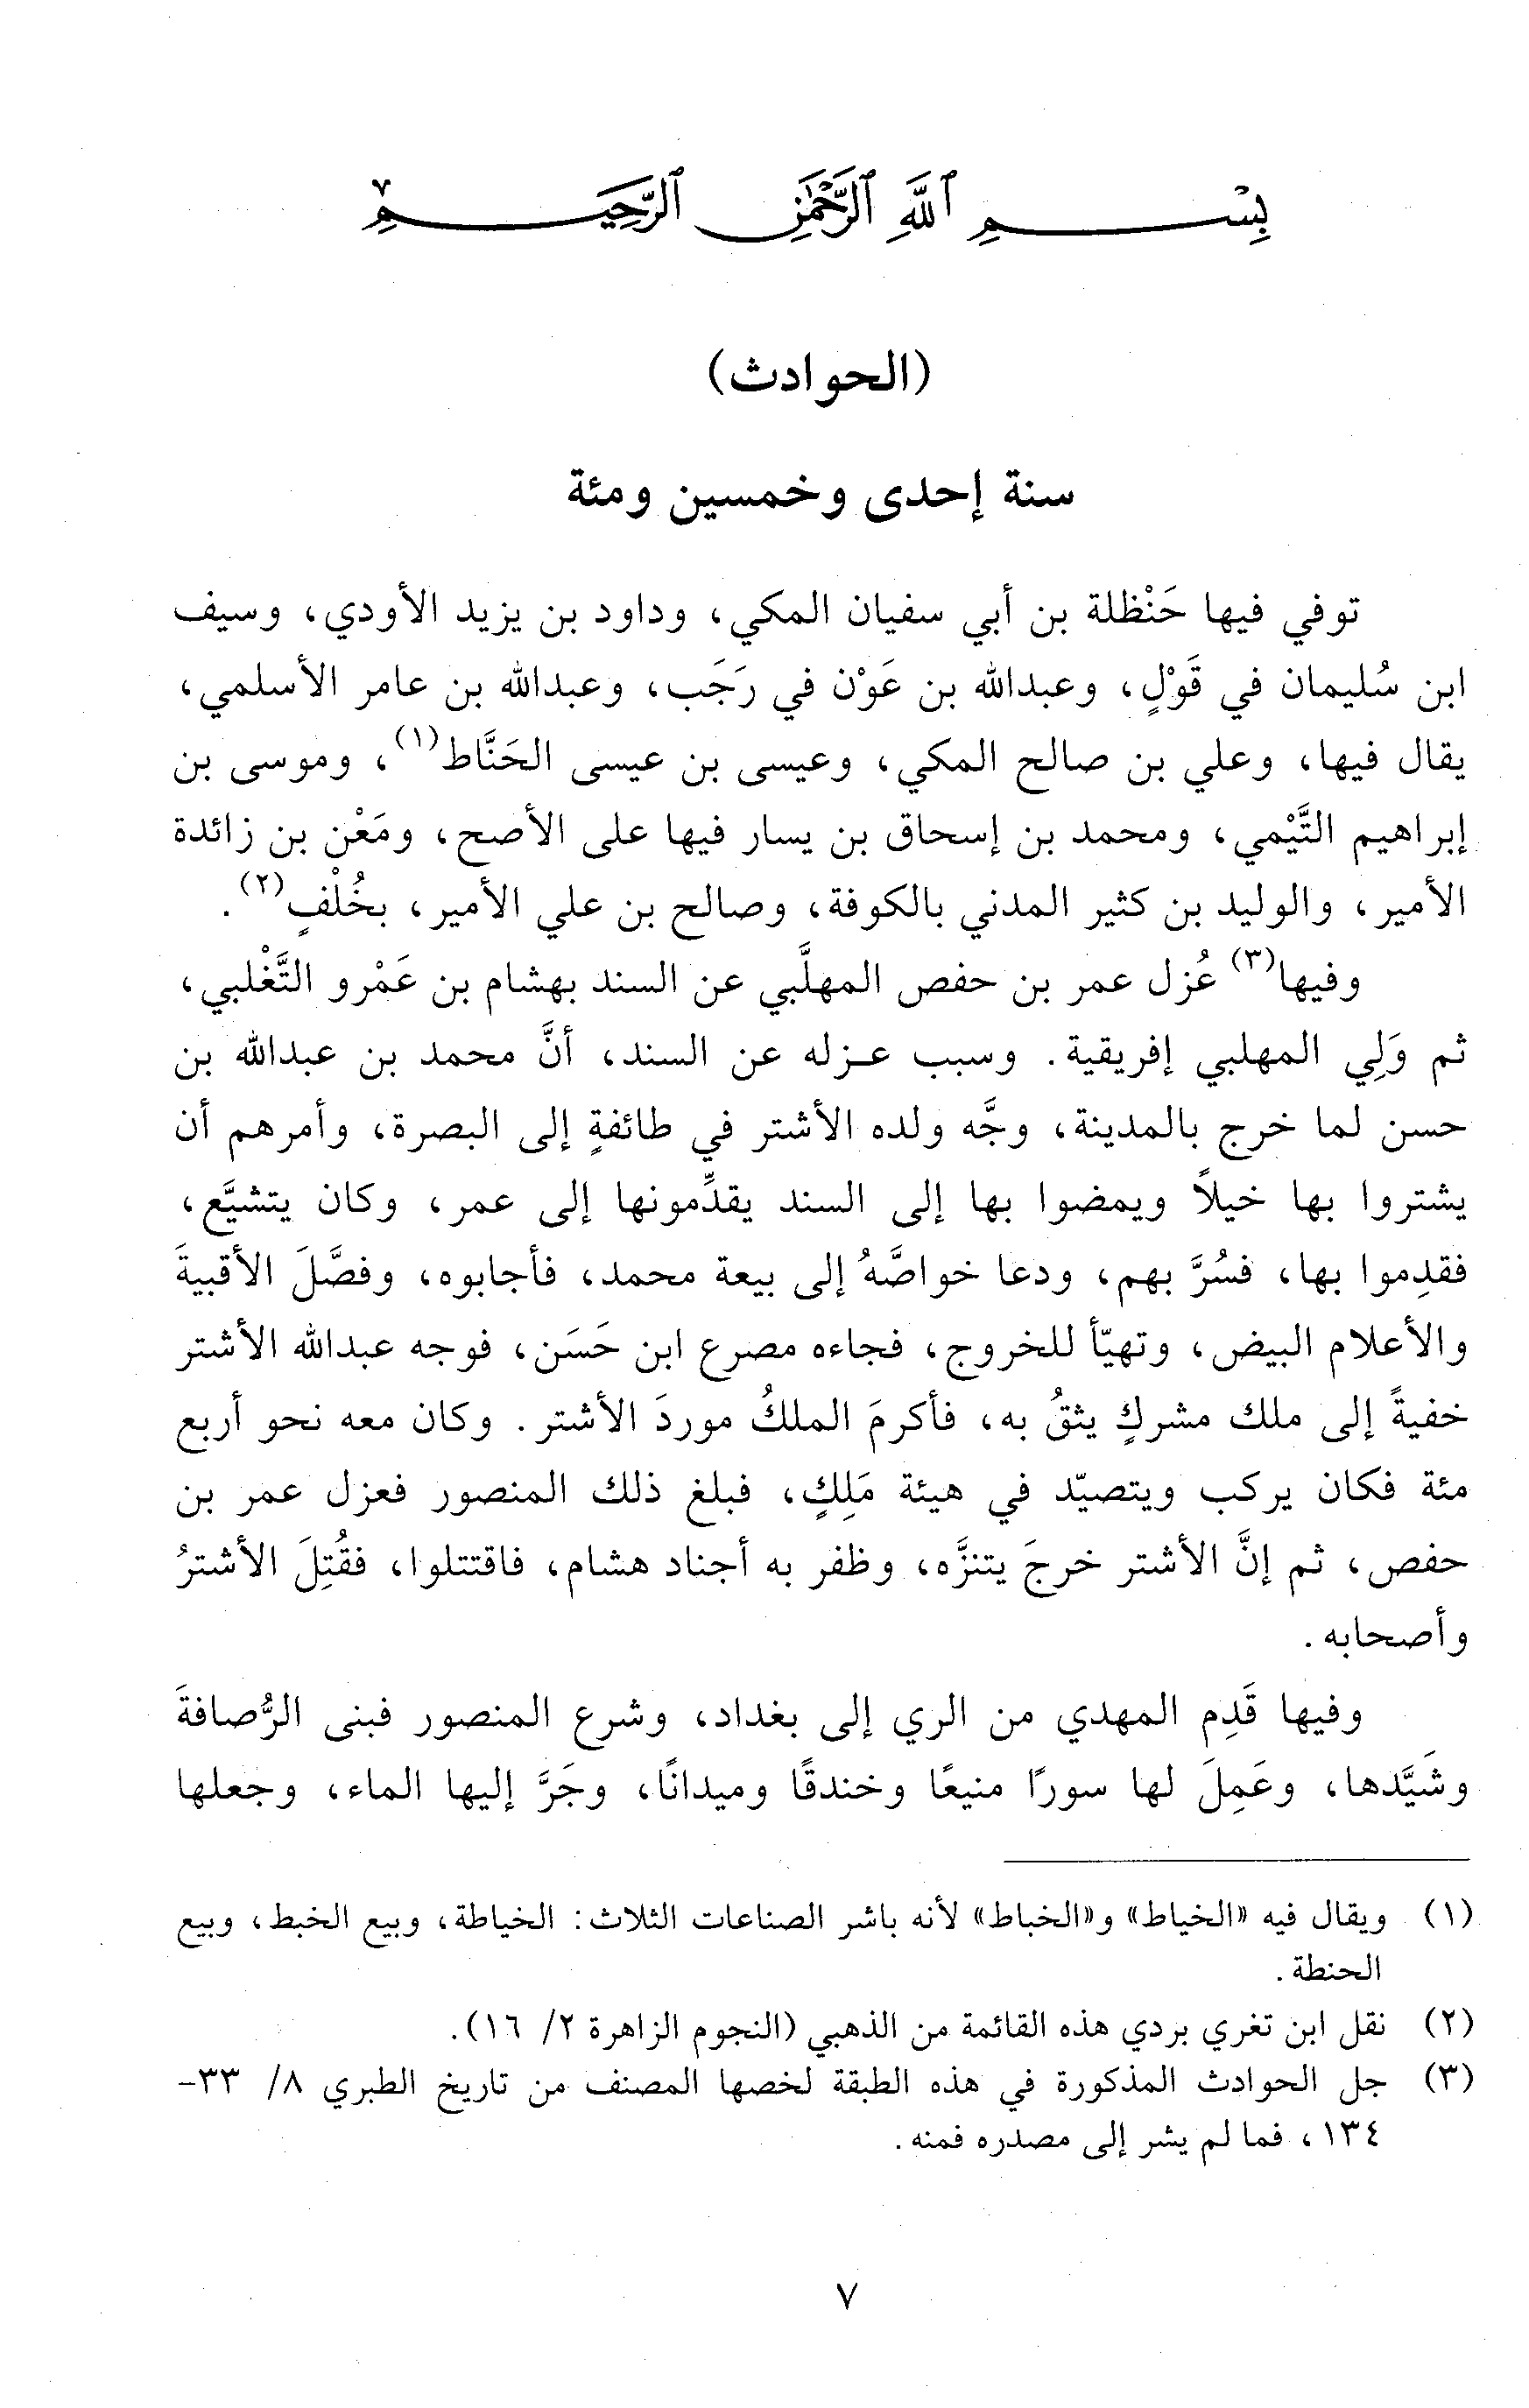 بِسْمِ ٱللَّهِ ٱلرَّحْمَٰنِ ٱلرَّحِيمِ
(الحوادث)
سنة إحدى وخمسين ومئة
توفي فيها حَنْظلة بن أبي سفيان المكي، وداود بن يزيد الأودي، وسيف
ابن سُليمان في قَوْلٍ، وعبدالله بن عَوْن في رَجَب، وعبدالله بن عامر الأسلمي،
يقال فيها، وعلي بن صالح المكي، وعيسى بن عيسى الحَنَّاط(١)، وموسى بن
إبراهيم التَّيْمي، ومحمد بن إسحاق بن يسار فيها على الأصح، ومَعْن بن زائدة
الأمير، والوليد بن كثير المدني بالكوفة، وصالح بن علي الأمير، بخُلْفٍ(٢).
وفيها(٣) عُزل عمر بن حفص المهلَّبي عن السند بهشام بن عَمْرو التَّغْلبي،
ثم وَلِي المهلبي إفريقية. وسبب عزله عن السند، أنَّ محمد بن عبدالله بن
حسن لما خرج بالمدينة، وجَّه ولده الأشتر في طائفةٍ إلى البصرة، وأمرهم أن
يشتروا بها خيلاً ويمضوا بها إلى السند يقدِّمونها إلى عمر، وكان يتشيَّع،
فقدِموا بها، فسُرَّ بهم، ودعا خواصَّهُ إلى بيعة محمد، فأجابوه، وفصَّلَ الأقبيةَ
والأعلام البيض، وتهيّأ للخروج، فجاءه مصرع ابن حَسَن، فوجه عبدالله الأشتر
خفيةً إلى ملك مشركٍ يثقُ به، فأكرمَ الملكُ موردَ الأشتر. وكان معه نحو أربع
مئة فكان يركب ويتصيّد في هيئة مَلِكٍ، فبلغ ذلك المنصور فعزل عمر بن
حفص، ثم إنَّ الأشتر خرجَ يتنزَّه، وظفر به أجناد هشام، فاقتتلوا، فقُتِلَ الأشترُ
وأصحابه.
وفيها قَدِم المهدي من الري إلى بغداد، وشرع المنصور فبنى الرُّصافةَ
وشَيَّدها، وعَمِلَ لها سورًا منيعًا وخندقًا وميدانًا، وجَرَّ إليها الماء، وجعلها
(١) ويقال فيه «الخياط» و«الخباط» لأنه باشر الصناعات الثلاث: الخياطة، وبيع الخبط، وبيع
الحنطة.
(٢) نقل ابن تغري بردي هذه القائمة من الذهبي (النجوم الزاهرة ٢/ ١٦).
(٣) جل الحوادث المذكورة في هذه الطبقة لخصها المصنف من تاريخ الطبري ٨/ ٣٣-
١٣٤، فما لم يشر إلى مصدره فمنه.
٧